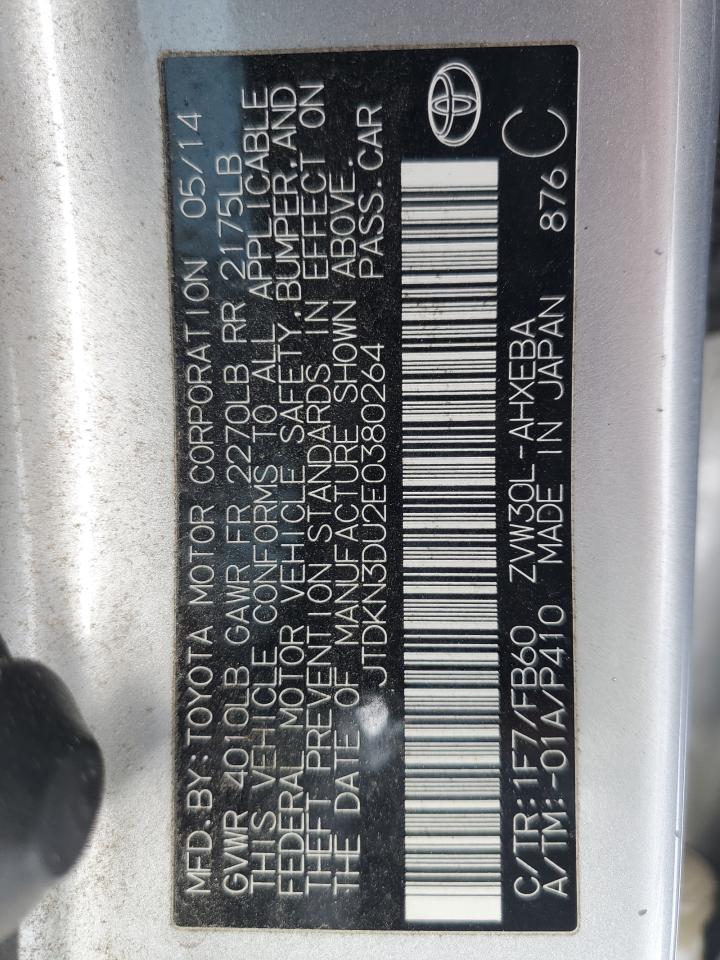 MFD.BY:TOYOTA MOTOR CORPORATION 05/14
GVWR 4010LB GAWR FR 2270LB RR 2175LB
THIS VEHICLE CONFORMS TO ALL APPLICABLE
FEDERAL MOTOR VEHICLE SAFETY,BUMPER,AND
THEFT PREVENTION STANDARDS IN EFFECT ON
THE DATE OF MANUFACTURE SHOWN ABOVE.
JTDKN3DU2E0380264 PASS.CAR
C/TR:1F7/FB60 ZVW30L-AHXEBA
A/TM:-01A/P410 MADE IN JAPAN 876 C